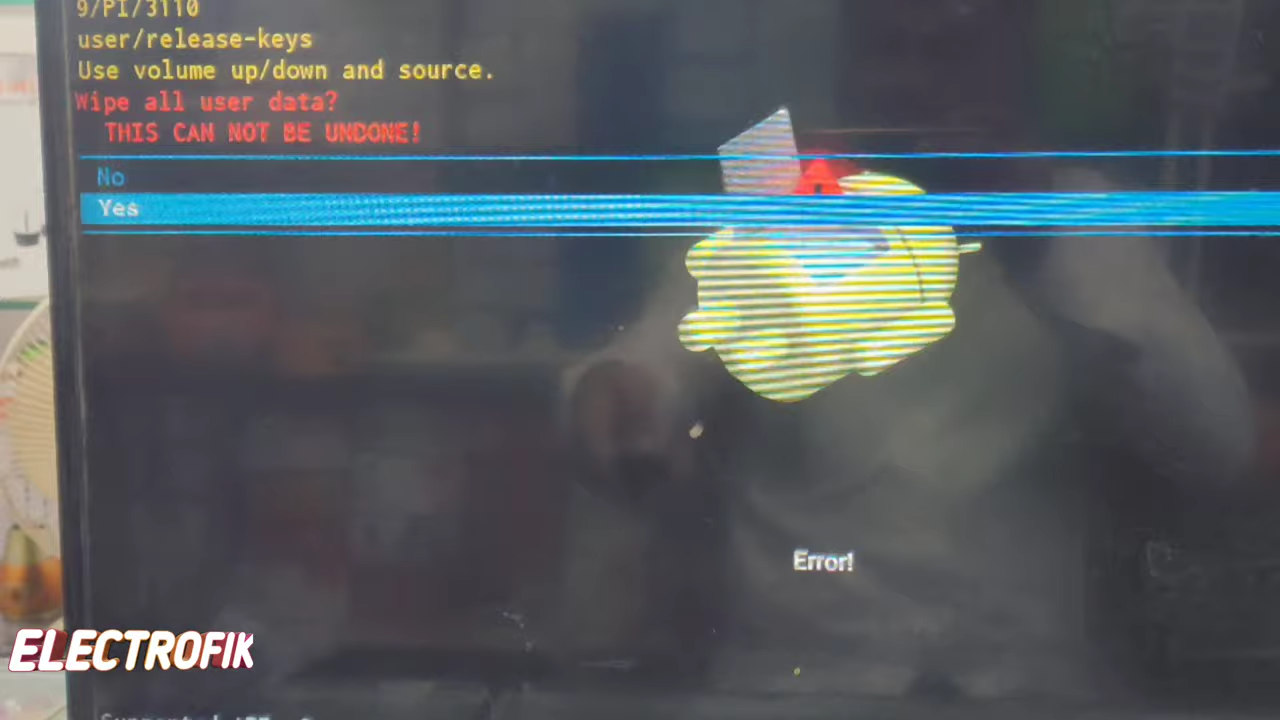 9/PI/3110
user/release-keys
Use volume up/down and source.
Wipe all user data?
THIS CAN NOT BE UNDONE!
No
Yes
Error!
ELECTROFIK